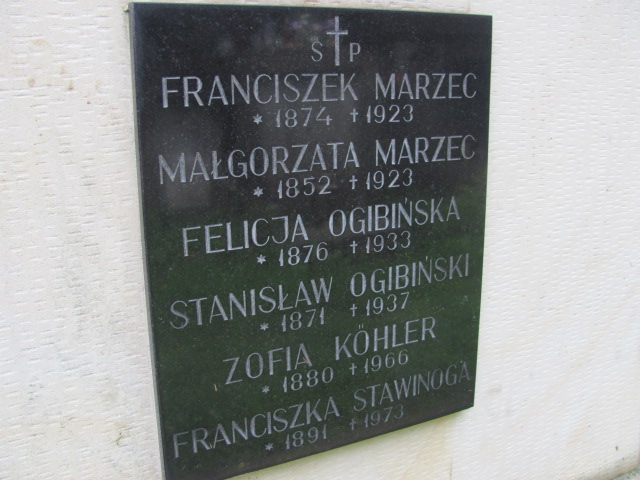 Ś P
FRANCISZEK MARZEC
* 1874 † 1923
MAŁGORZATA MARZEC
* 1852 † 1923
FELICJA OGIBIŃSKA
* 1876 † 1933
STANISŁAW OGIBIŃSKI
* 1871 † 1937
ZOFIA KÖHLER
* 1880 † 1966
FRANCISZKA STAWINOGA
* 1891 † 1973